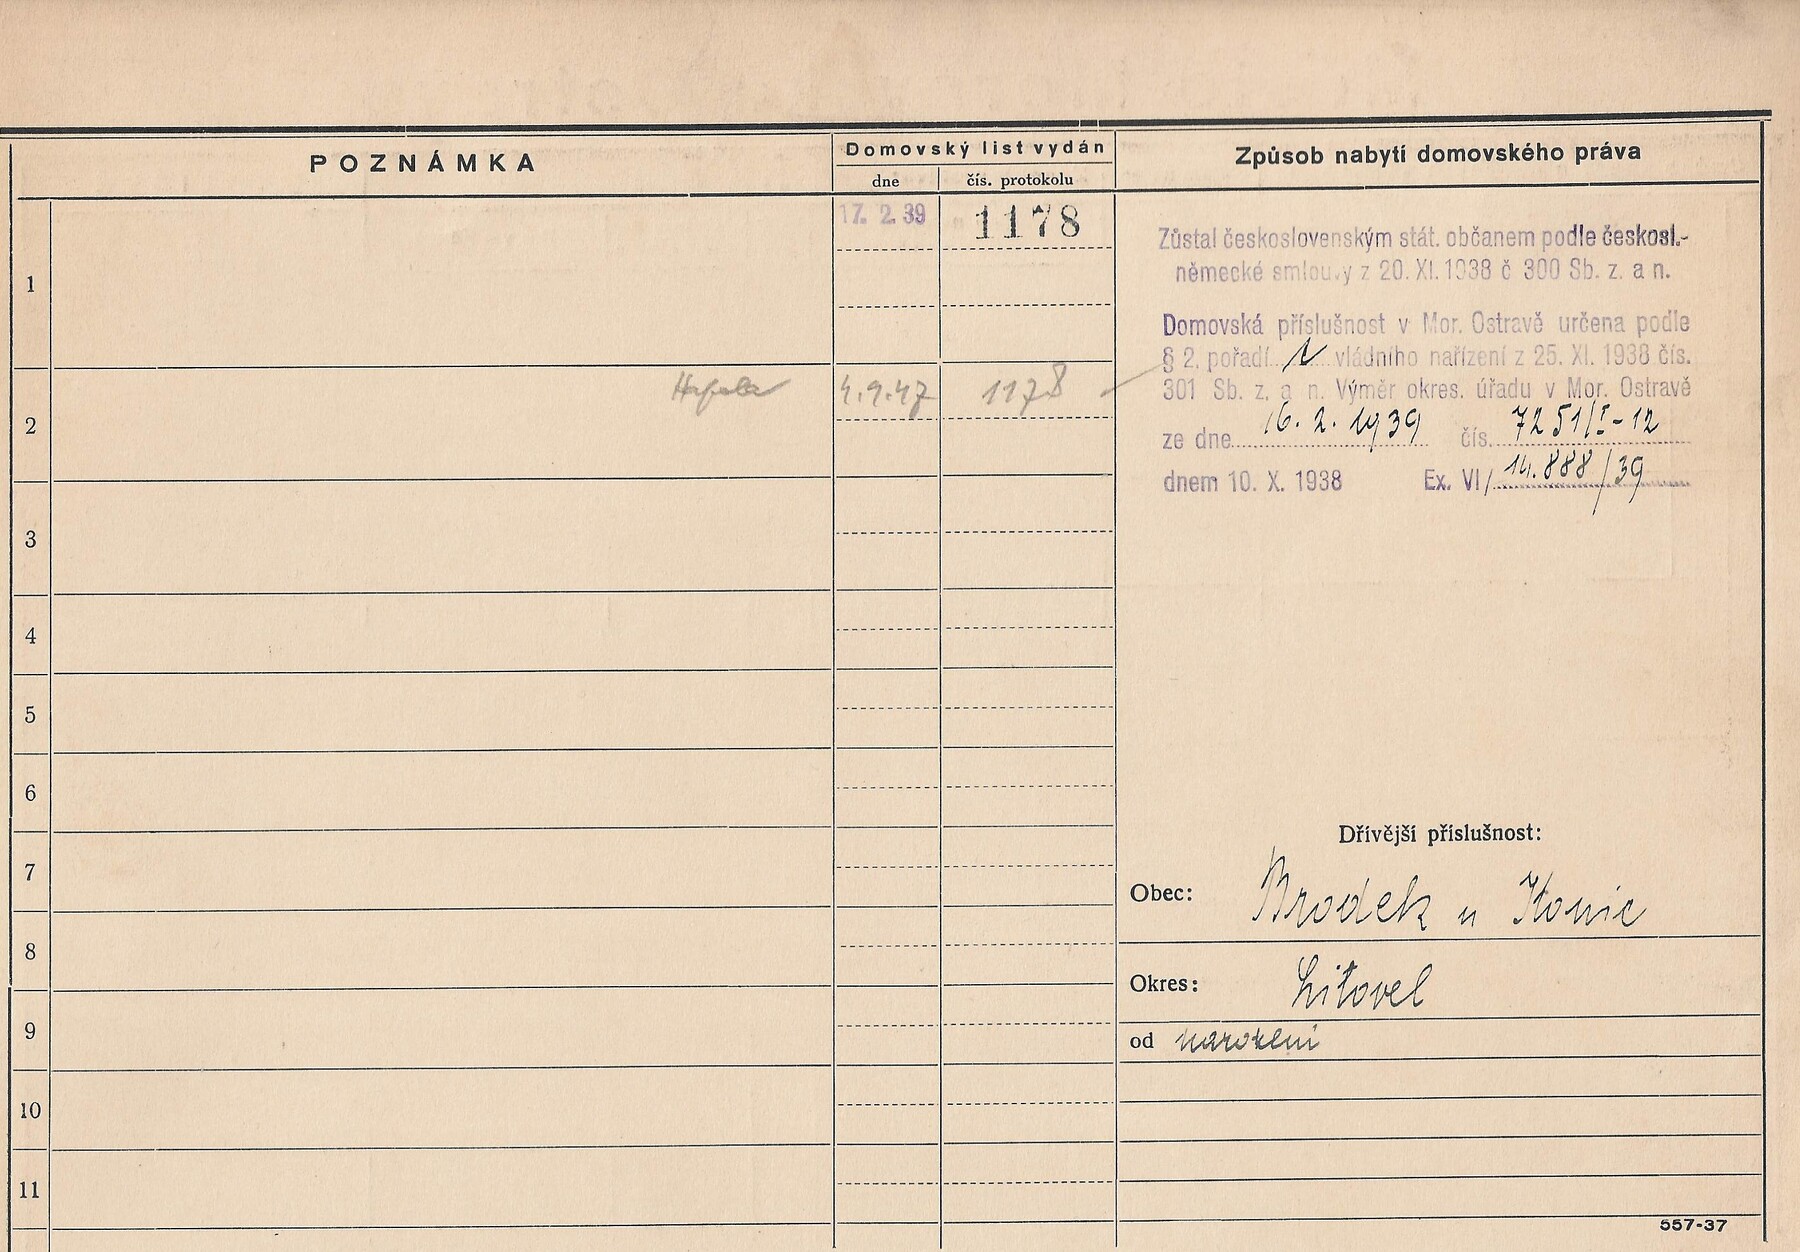 POZNÁMKA
Domovský list vydán
dne
čís. protokolu
Způsob nabytí domovského práva
1
17. 2. 39
1178
Zůstal československým stát. občanem podle českosl.-
německé smlouvy z 20. XI. 1938 č 300 Sb. z. a n.
Domovská příslušnost v Mor. Ostravě určena podle
§ 2. pořadí vládního nařízení z 25. XI. 1938 čís.
301 Sb. z. a n. Výměr okres. úřadu v Mor. Ostravě
ze dne 16. 2. 1939 čís. 7251/I-12
dnem 10. X. 1938 Ex. VI/ 14.888/39
2
4.9.47
1178
3
4
5
6
7
8
9
10
11
Dřívější příslušnost:
Obec: Brodek u Konic
Okres: Litovel
od narození
557-37